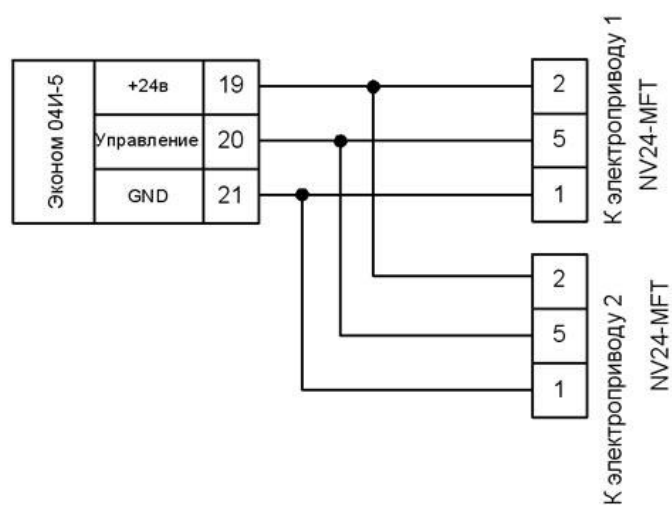 Эконом 04И-5
+24в 19
Управление 20
GND 21
2
5
1
К электроприводу 1
NV24-MFT
2
5
1
К электроприводу 2
NV24-MFT